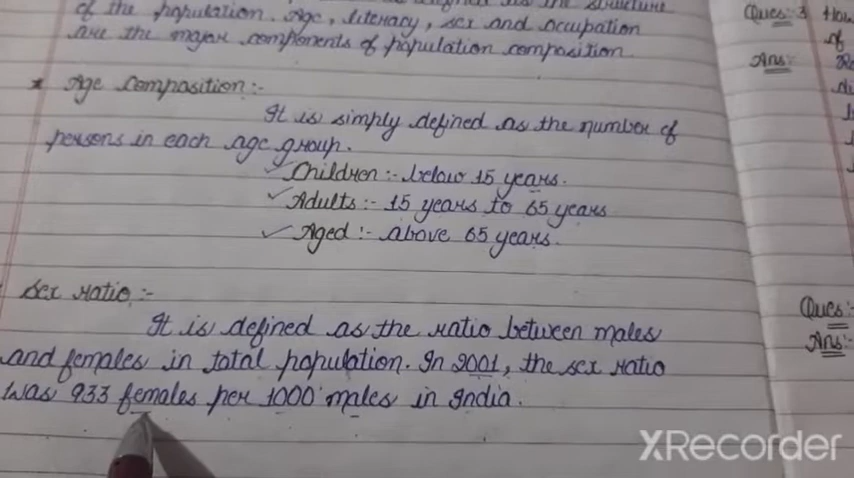 of the population. Age, literacy, sex and ocupation
are the major components of population composition
* Age Composition :-
It is simply defined as the number of
persons in each age group.
✓ Children :- below 15 years.
✓ Adults :- 15 years to 65 years
✓ Aged :- above 65 years.
Sex ratio :-
It is defined as the ratio between males
and females in total population. In 2001, the sex ratio
was 933 females per 1000 males in India.
Ques :- 3 How
of
Ans :-
Ques :-
Ans :-
XRecorder